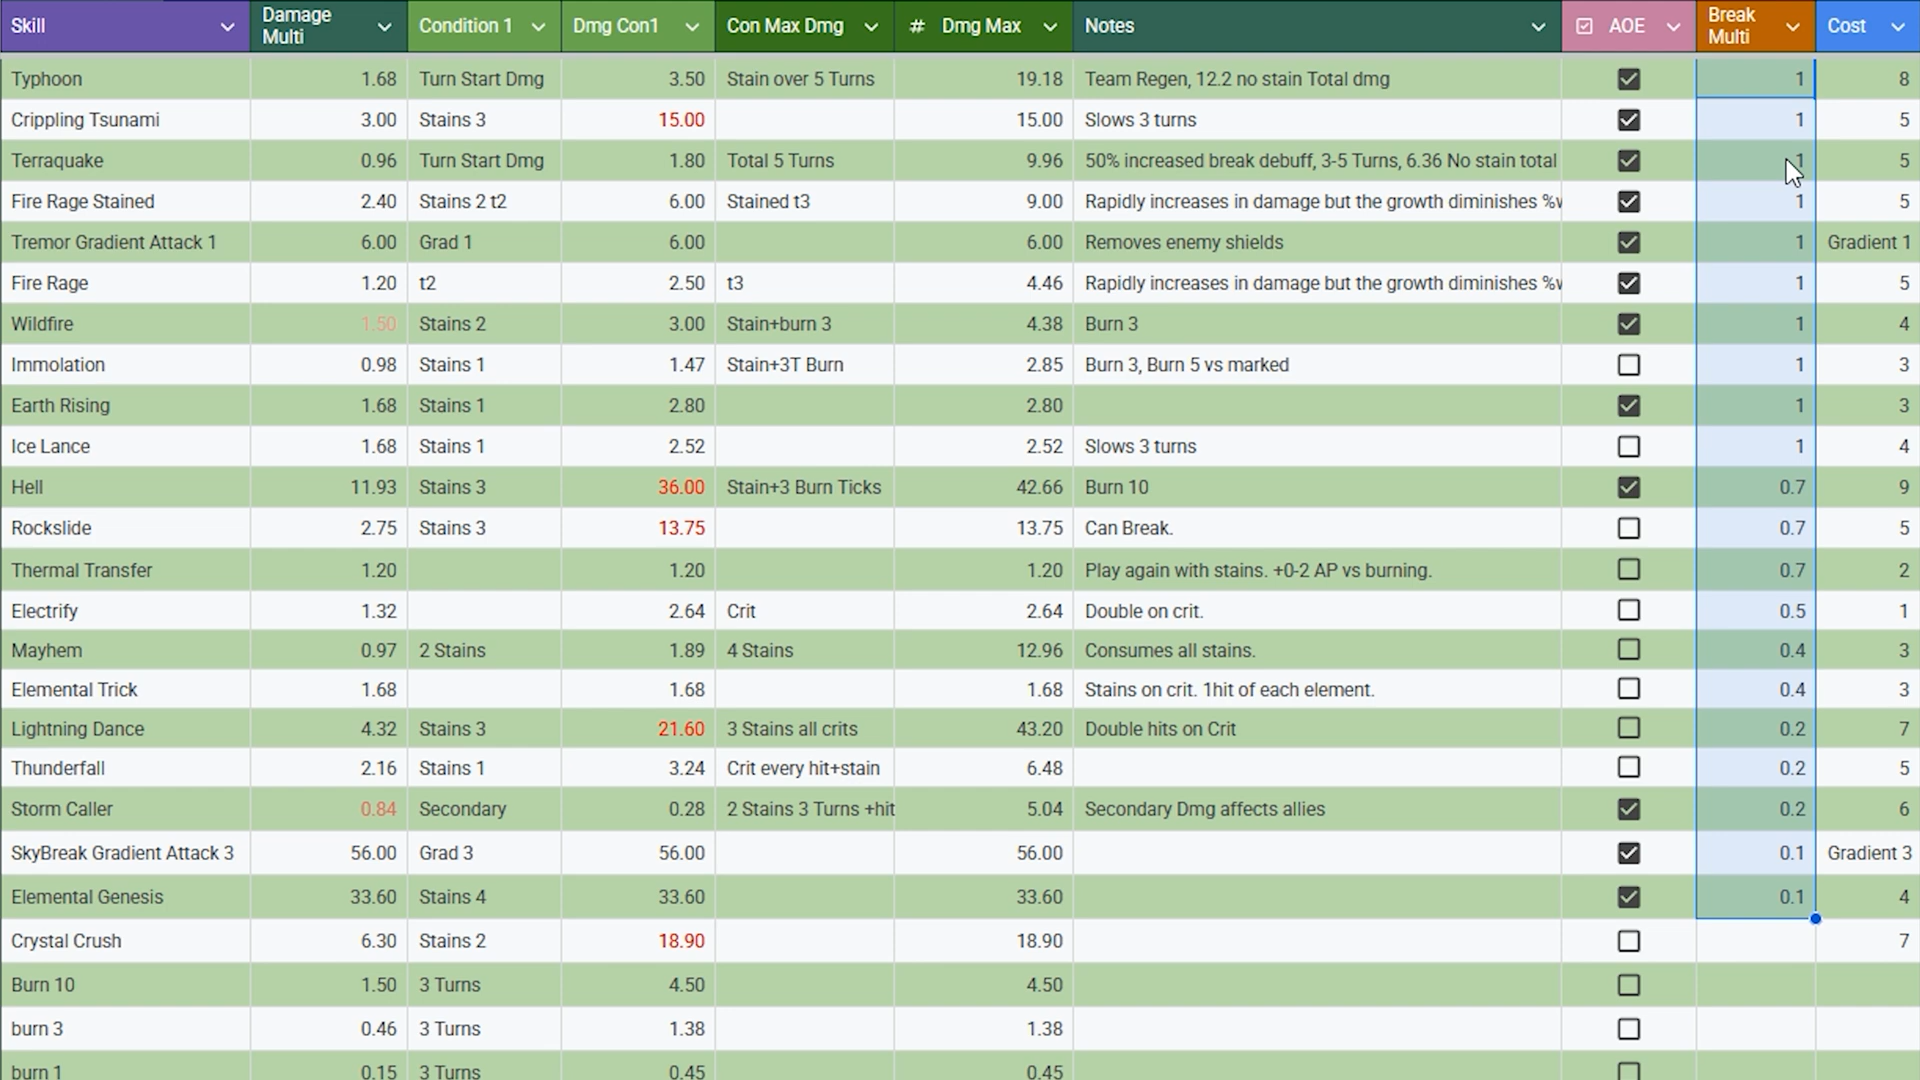 Skill Damage Multi Condition 1 Dmg Con1 Con Max Dmg # Dmg Max Notes AOE Break Multi Cost
Typhoon 1.68 Turn Start Dmg 3.50 Stain over 5 Turns 19.18 Team Regen, 12.2 no stain Total dmg 1 8
Crippling Tsunami 3.00 Stains 3 15.00 15.00 Slows 3 turns 1 5
Terraquake 0.96 Turn Start Dmg 1.80 Total 5 Turns 9.96 50% increased break debuff, 3-5 Turns, 6.36 No stain total 1 5
Fire Rage Stained 2.40 Stains 2 t2 6.00 Stained t3 9.00 Rapidly increases in damage but the growth diminishes 1 5
Tremor Gradient Attack 1 6.00 Grad 1 6.00 6.00 Removes enemy shields 1 Gradient 1
Fire Rage 1.20 t2 2.50 t3 4.46 Rapidly increases in damage but the growth diminishes 1 5
Wildfire 1.50 Stains 2 3.00 Stain+burn 3 4.38 Burn 3 1 4
Immolation 0.98 Stains 1 1.47 Stain+3T Burn 2.85 Burn 3, Burn 5 vs marked 1 3
Earth Rising 1.68 Stains 1 2.80 2.80 1 3
Ice Lance 1.68 Stains 1 2.52 2.52 Slows 3 turns 1 4
Hell 11.93 Stains 3 36.00 Stain+3 Burn Ticks 42.66 Burn 10 0.7 9
Rockslide 2.75 Stains 3 13.75 13.75 Can Break. 0.7 5
Thermal Transfer 1.20 1.20 1.20 Play again with stains. +0-2 AP vs burning. 0.7 2
Electrify 1.32 2.64 Crit 2.64 Double on crit. 0.5 1
Mayhem 0.97 2 Stains 1.89 4 Stains 12.96 Consumes all stains. 0.4 3
Elemental Trick 1.68 1.68 1.68 Stains on crit. 1hit of each element. 0.4 3
Lightning Dance 4.32 Stains 3 21.60 3 Stains all crits 43.20 Double hits on Crit 0.2 7
Thunderfall 2.16 Stains 1 3.24 Crit every hit+stain 6.48 0.2 5
Storm Caller 0.84 Secondary 0.28 2 Stains 3 Turns +hit 5.04 Secondary Dmg affects allies 0.2 6
SkyBreak Gradient Attack 3 56.00 Grad 3 56.00 56.00 0.1 Gradient 3
Elemental Genesis 33.60 Stains 4 33.60 33.60 0.1 4
Crystal Crush 6.30 Stains 2 18.90 18.90 7
Burn 10 1.50 3 Turns 4.50 4.50
burn 3 0.46 3 Turns 1.38 1.38
burn 1 0.15 3 Turns 0.45 0.45